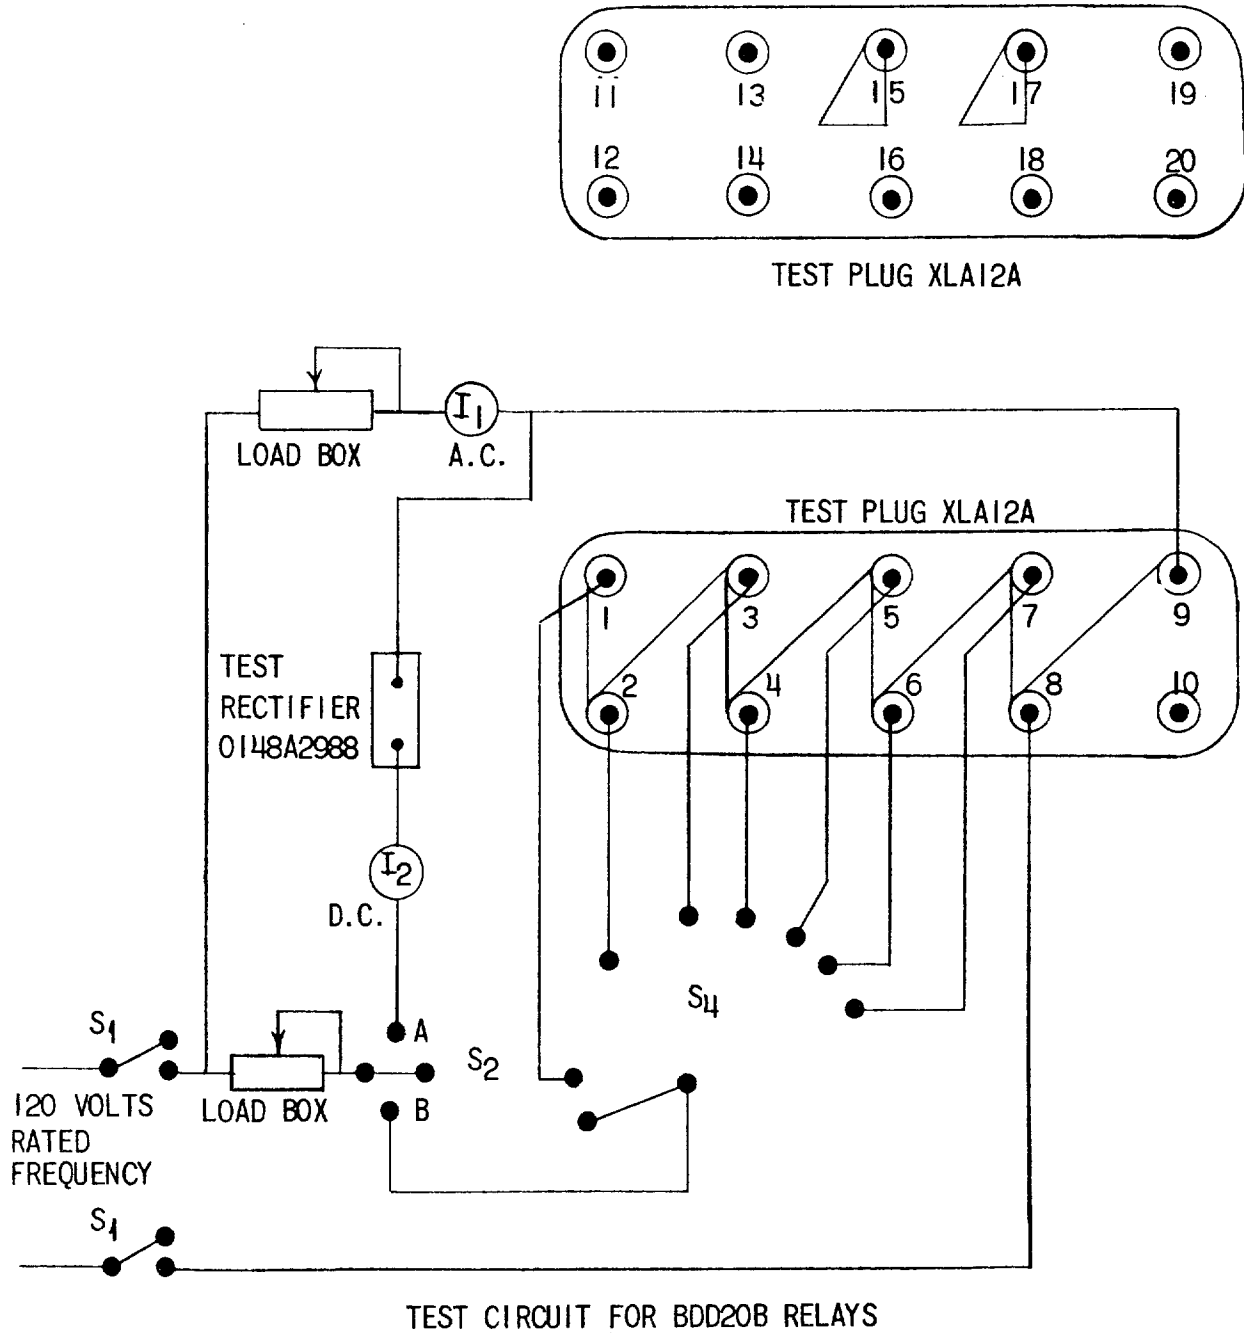 11 13 15 17 19
12 14 16 18 20
TEST PLUG XLA12A
I1
LOAD BOX
A.C.
TEST PLUG XLA12A
1 3 5 7 9
2 4 6 8 10
TEST
RECTIFIER
0148A2988
I2
D.C.
S4
S1
A
S2
B
LOAD BOX
120 VOLTS
RATED
FREQUENCY
S1
TEST CIRCUIT FOR BDD20B RELAYS